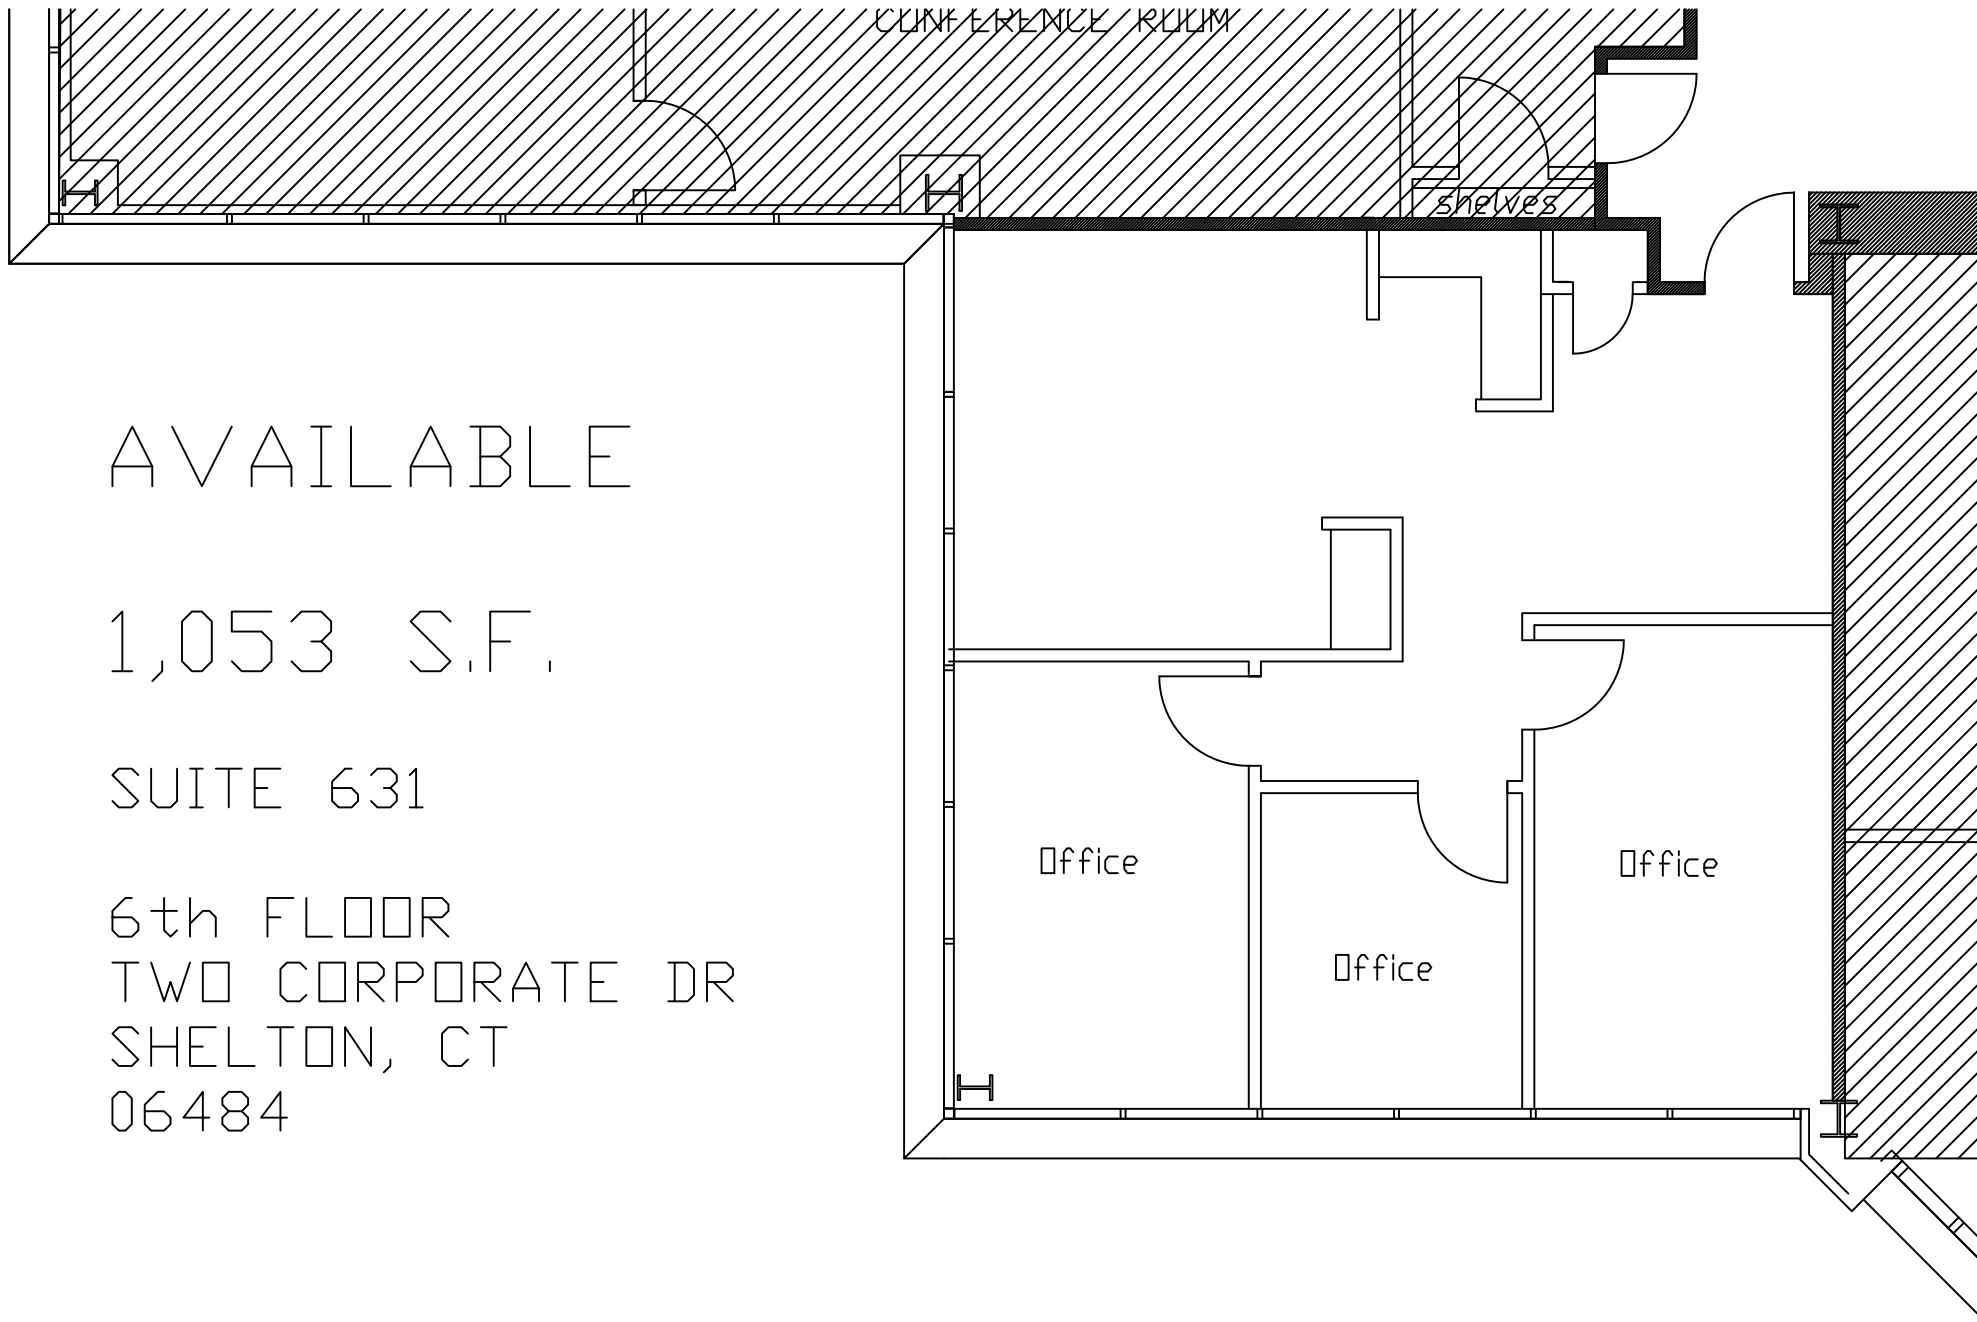 CONFERENCE ROOM
shelves
AVAILABLE
1,053 S.F.
SUITE 631
6th FLOOR
TWO CORPORATE DR
SHELTON, CT
06484
Office
Office
Office